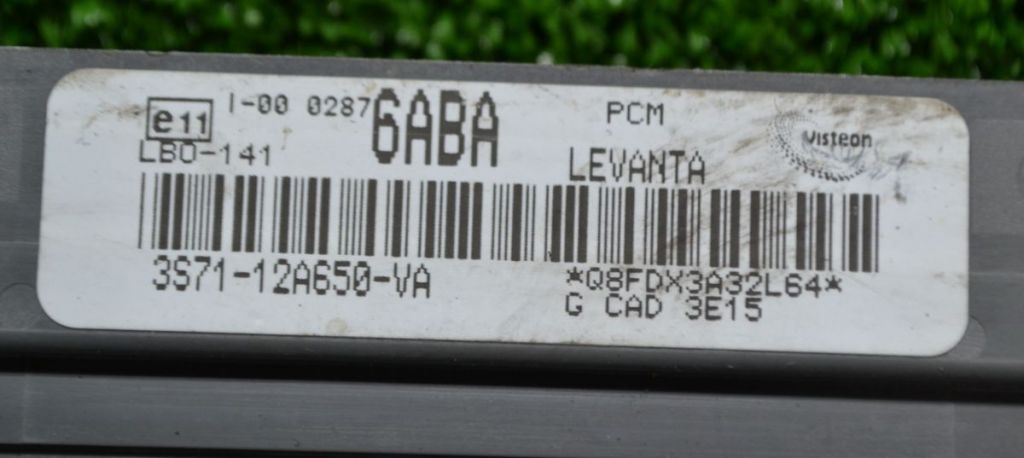 e11
I-00 0287
6ABA
PCM
Visteon
LBO-141
LEVANTA
3S71-12A650-VA
*Q8FDX3A32L64*
G CAD 3E15